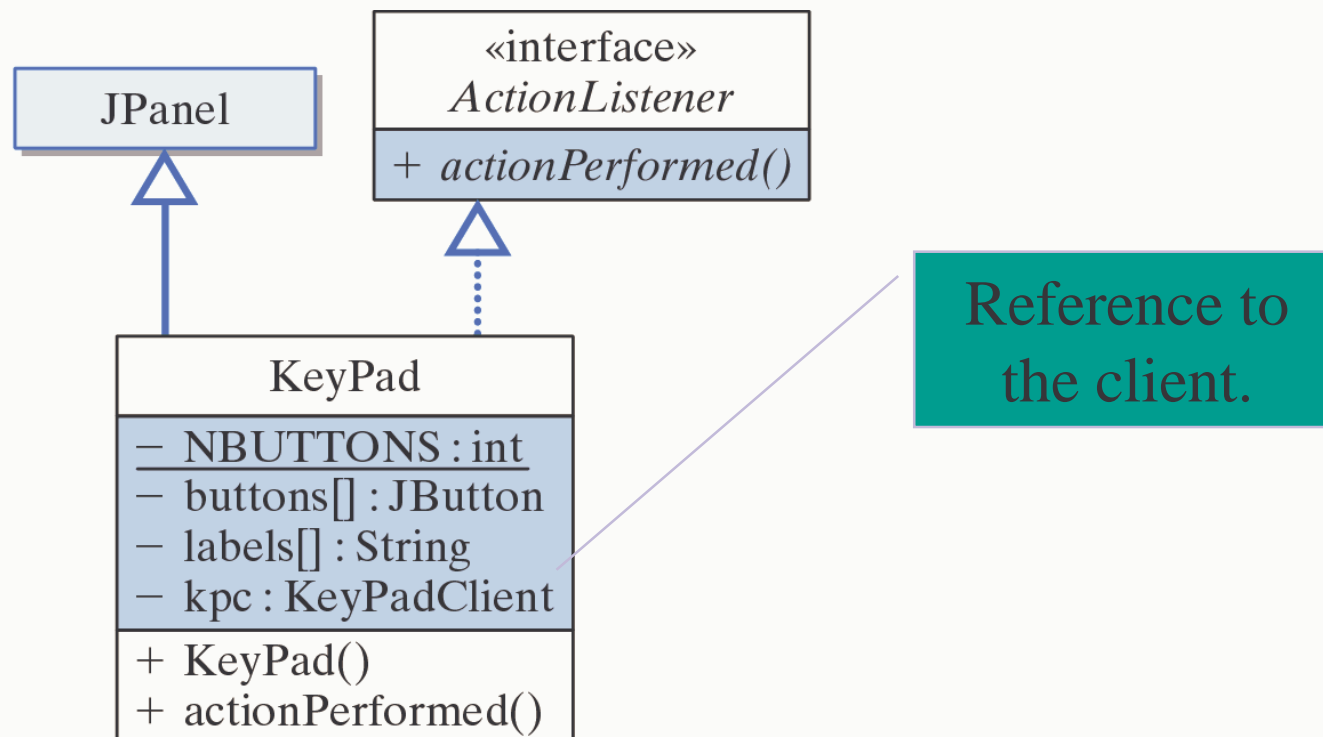 JPanel
«interface»
ActionListener
+ actionPerformed()
KeyPad
− NBUTTONS : int
− buttons[] : JButton
− labels[] : String
− kpc : KeyPadClient
+ KeyPad()
+ actionPerformed()
Reference to
the client.